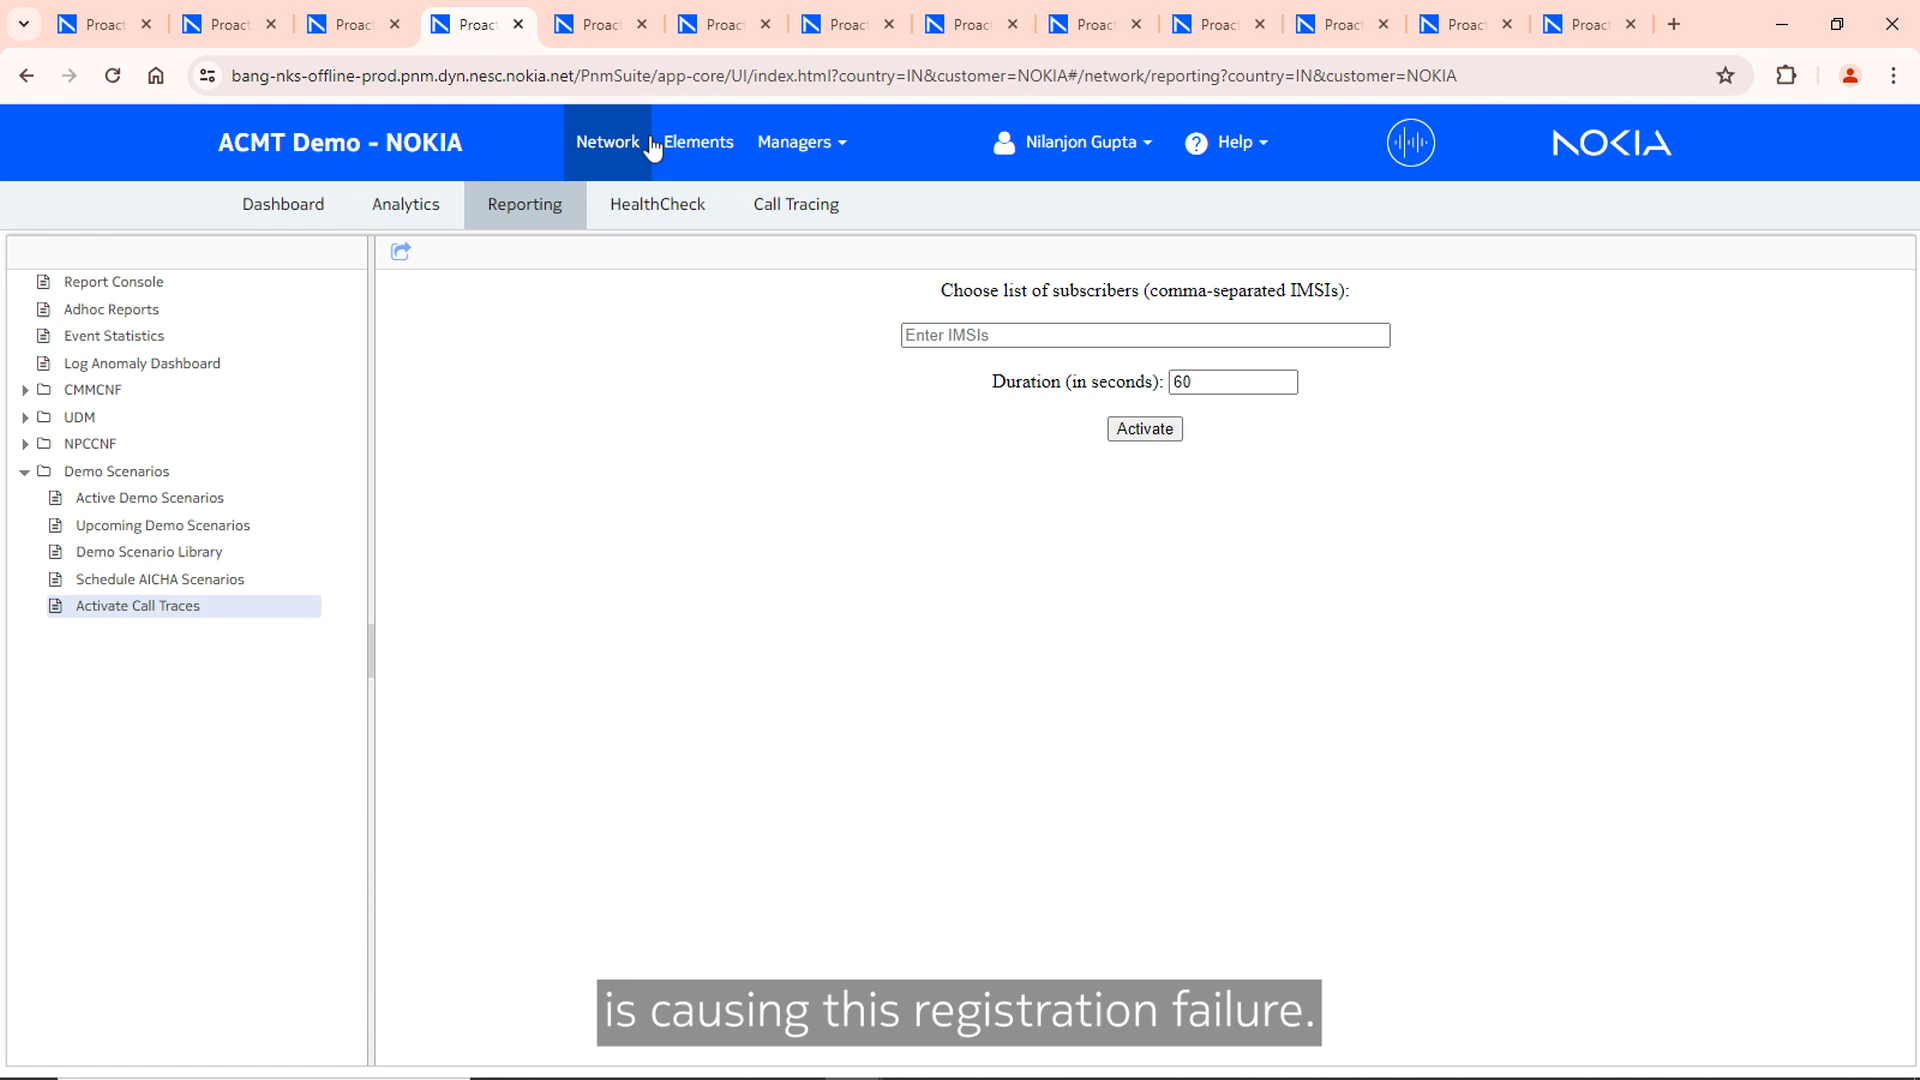 Proact
Proact
Proact
Proact
Proact
Proact
Proact
Proact
Proact
Proact
Proact
Proact
Proact
bang-nks-offline-prod.pnm.dyn.nesc.nokia.net/PnmSuite/app-core/UI/index.html?country=IN&customer=NOKIA#/network/reporting?country=IN&customer=NOKIA
ACMT Demo - NOKIA
Network
Elements
Managers
Nilanjon Gupta
Help
NOKIA
Dashboard
Analytics
Reporting
HealthCheck
Call Tracing
Report Console
Adhoc Reports
Event Statistics
Log Anomaly Dashboard
CMMCNF
UDM
NPCCNF
Demo Scenarios
Active Demo Scenarios
Upcoming Demo Scenarios
Demo Scenario Library
Schedule AICHA Scenarios
Activate Call Traces
Choose list of subscribers (comma-separated IMSIs):
Enter IMSIs
Duration (in seconds): 60
Activate
is causing this registration failure.